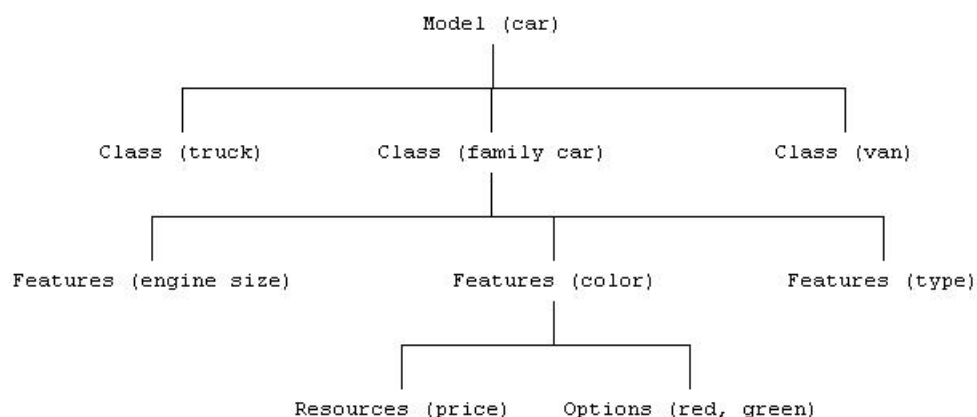 Model (car)
Class (truck) Class (family car) Class (van)
Features (engine size) Features (color) Features (type)
Resources (price) Options (red, green)